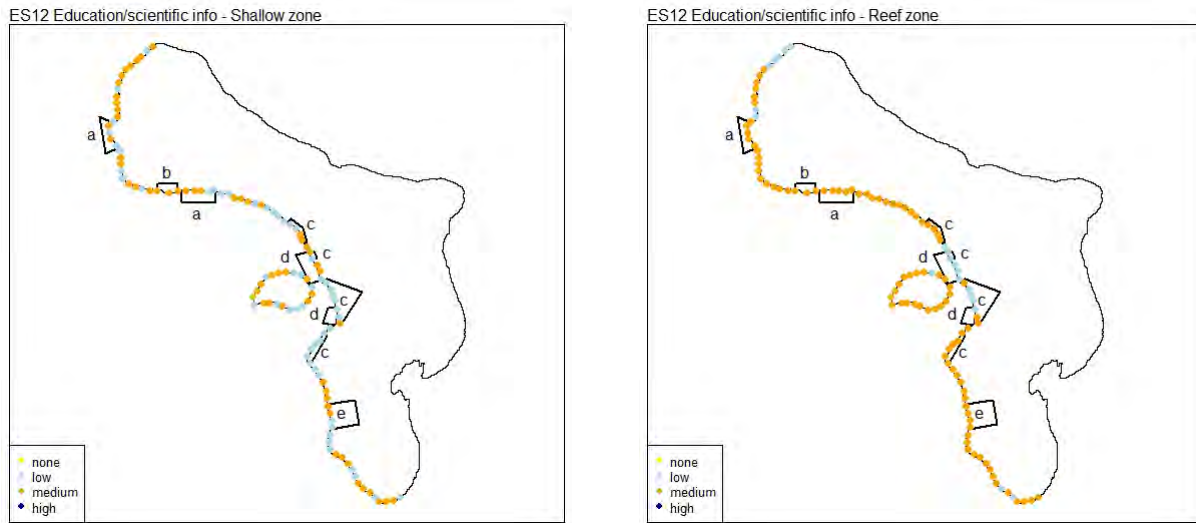 ES12 Education/scientific info - Shallow zone
a
b
a
c
d
c
c
d
c
e
none
low
medium
high
ES12 Education/scientific info - Reef zone
a
b
a
c
d
c
c
d
c
e
none
low
medium
high